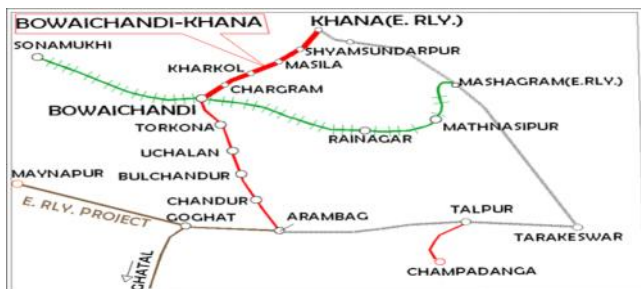 BOWAICHANDI-KHANA
KHANA(E. RLY.)
SONAMUKHI
SHYAMSUNDARPUR
MASILA
KHARKOL
CHARGRAM
MASHAGRAM(E.RLY.)
BOWAICHANDI
TORKONA
MATHNASIPUR
RAINAGAR
UCHALAN
BULCHANDUR
MAYNAPUR
CHANDUR
E. RLY. PROJECT
GOGHAT
ARAMBAG
TALPUR
TARAKESWAR
CHAMPADANGA
GHATAL